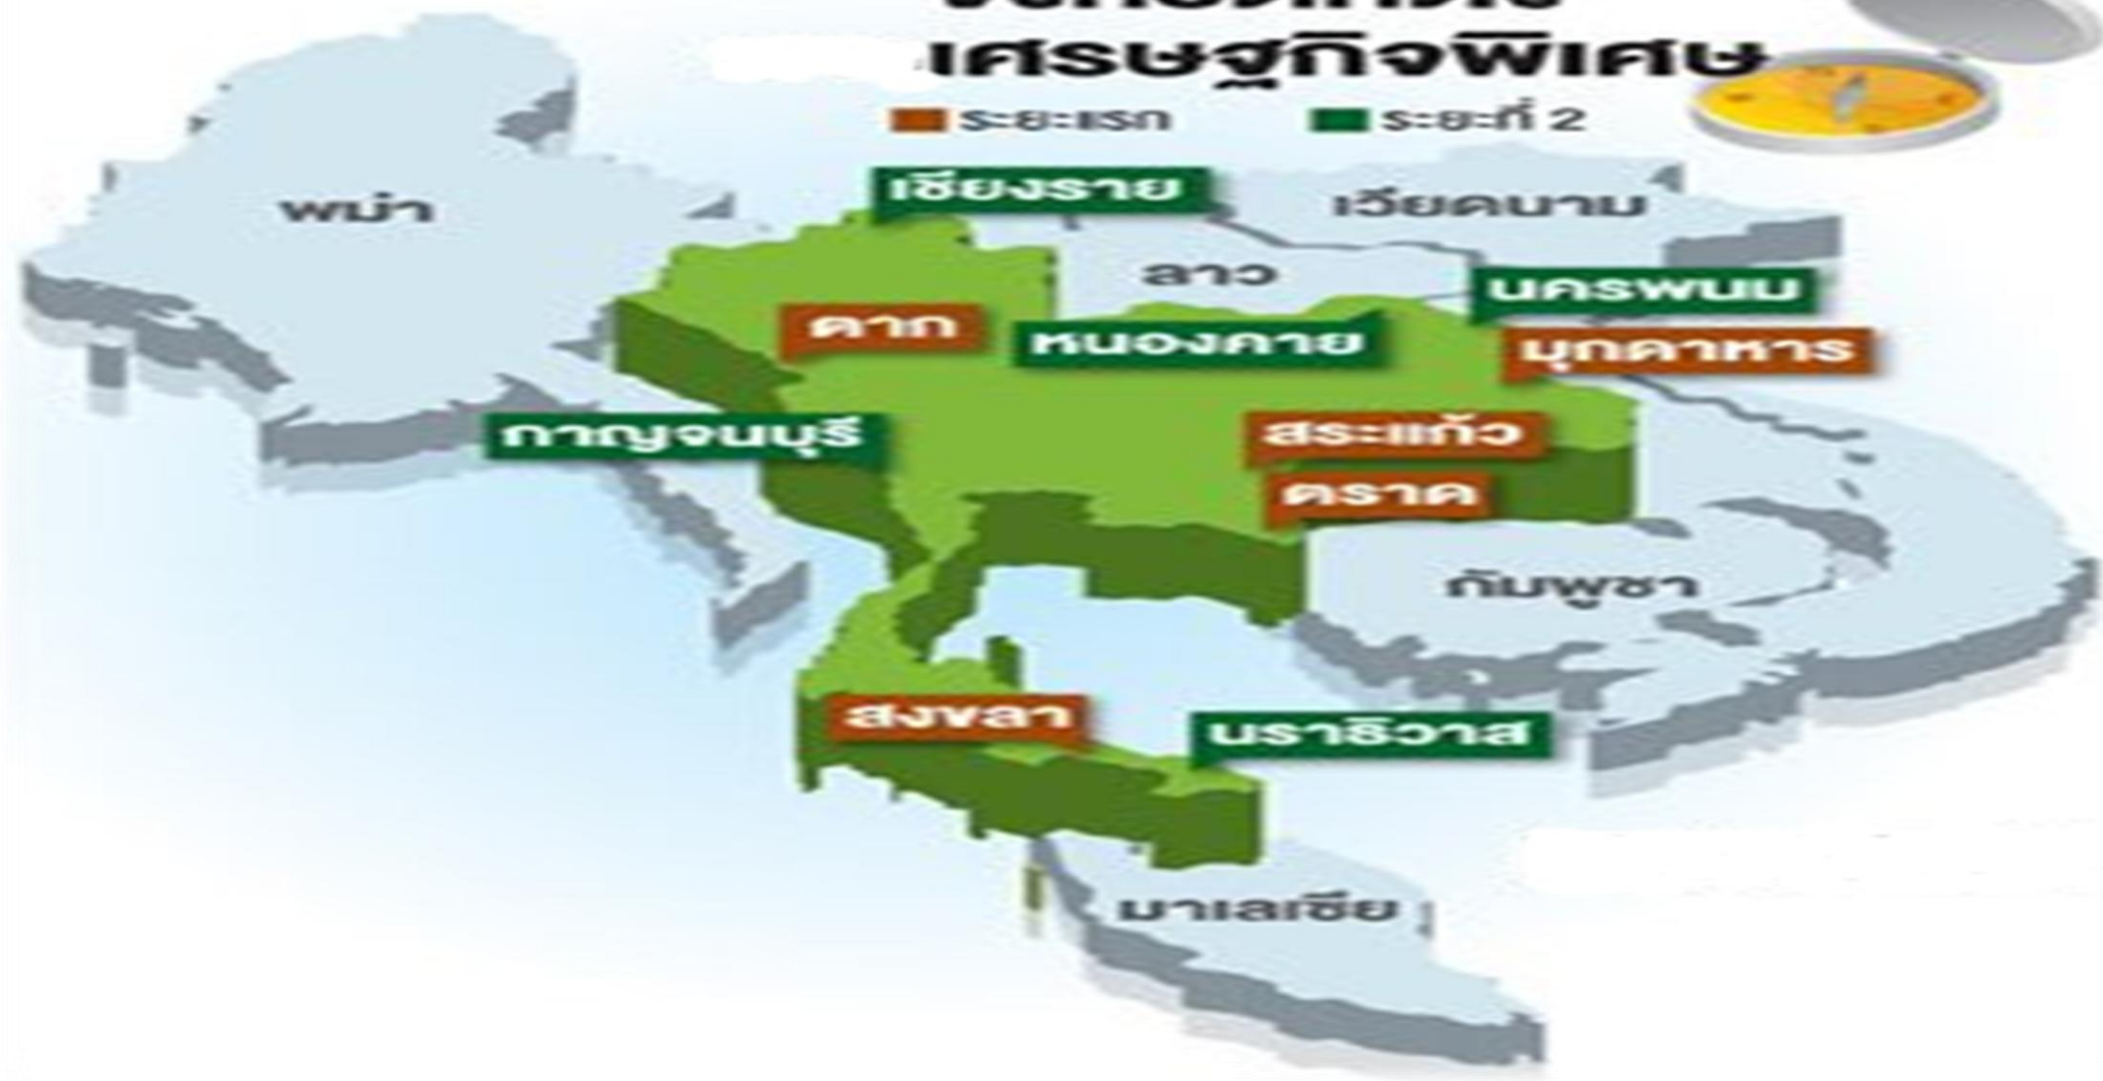 เศรษฐกิจพิเศษ
ระยะแรก ระยะที่ 2
เชียงราย
พม่า
เวียดนาม
ลาว
นครพนม
ตาก
หนองคาย
มุกดาหาร
กาญจนบุรี
สระแก้ว
ตราด
กัมพูชา
สงขลา
นราธิวาส
มาเลเซีย